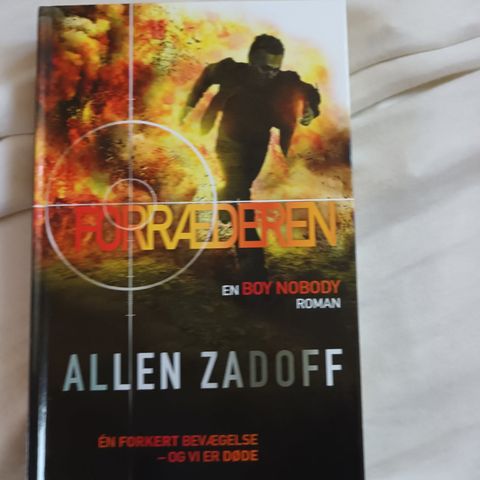 FORRÆDEREN
EN BOY NOBODY
ROMAN
ALLEN ZADOFF
ÉN FORKERT BEVÆGELSE
– OG VI ER DØDE